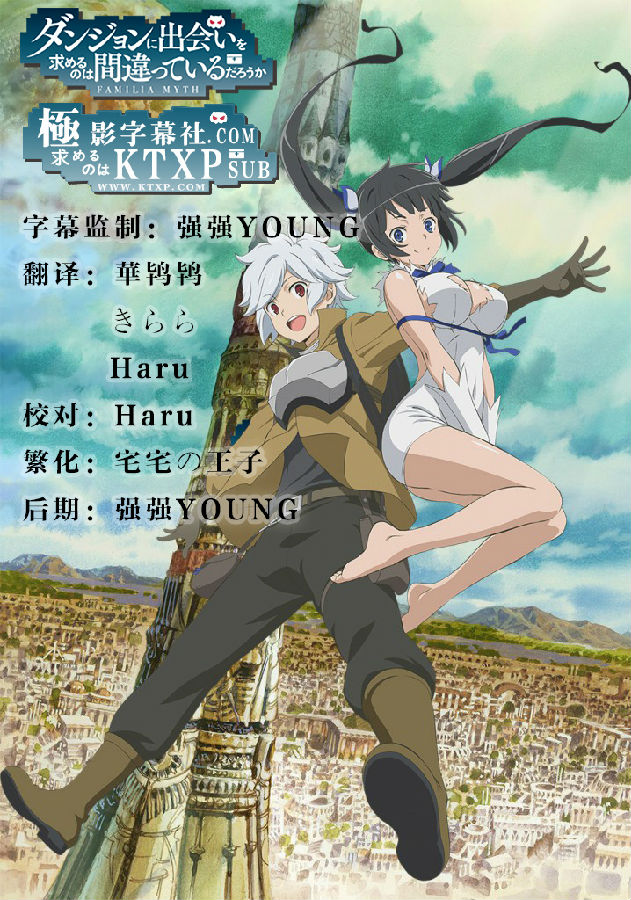 ダンジョンに出会いを
求めるのは間違っているだろうか
FAMILIA MYTH
極影字幕社.COM
求めるのはKTXP SUB
WWW.KTXP.COM
字幕监制：强强YOUNG
翻译：華鸨鸨
きらら
Haru
校对：Haru
繁化：宅宅の王子
后期：强强YOUNG